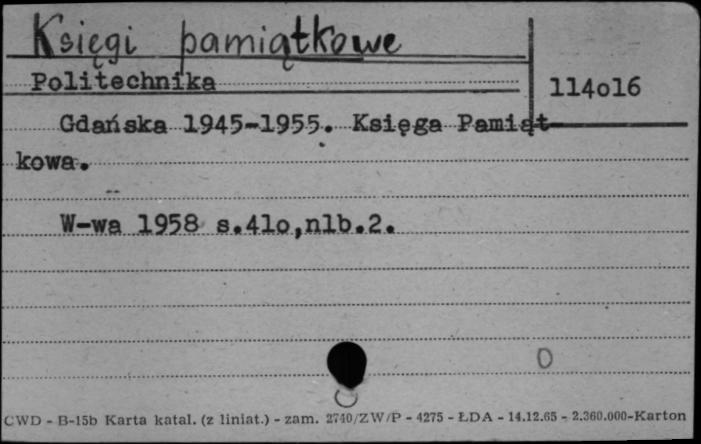 Księgi pamiątkowe
Politechnika
114o16
Gdańska 1945-1955. Księga Pamiąt-
kowa.
W-wa 1958 s.41o,nlb.2.
O
CWD - B-15b Karta katal. (z liniat.) - zam. 2740/ZW/P - 4275 - ŁDA - 14.12.65 - 2.360.000-Karton